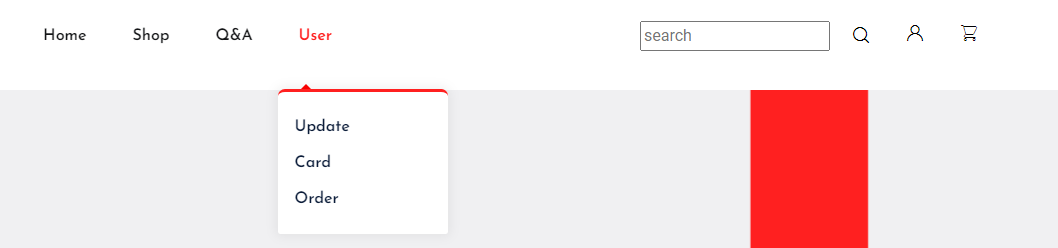 Home Shop Q&A User search
Update
Card
Order